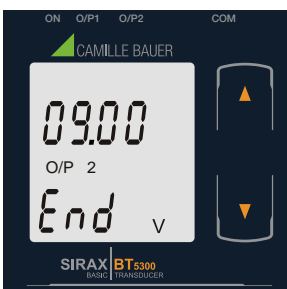 ON O/P1 O/P2 COM
CAMILLE BAUER
09.00
O/P 2
End V
SIRAX BT5300
BASIC TRANSDUCER